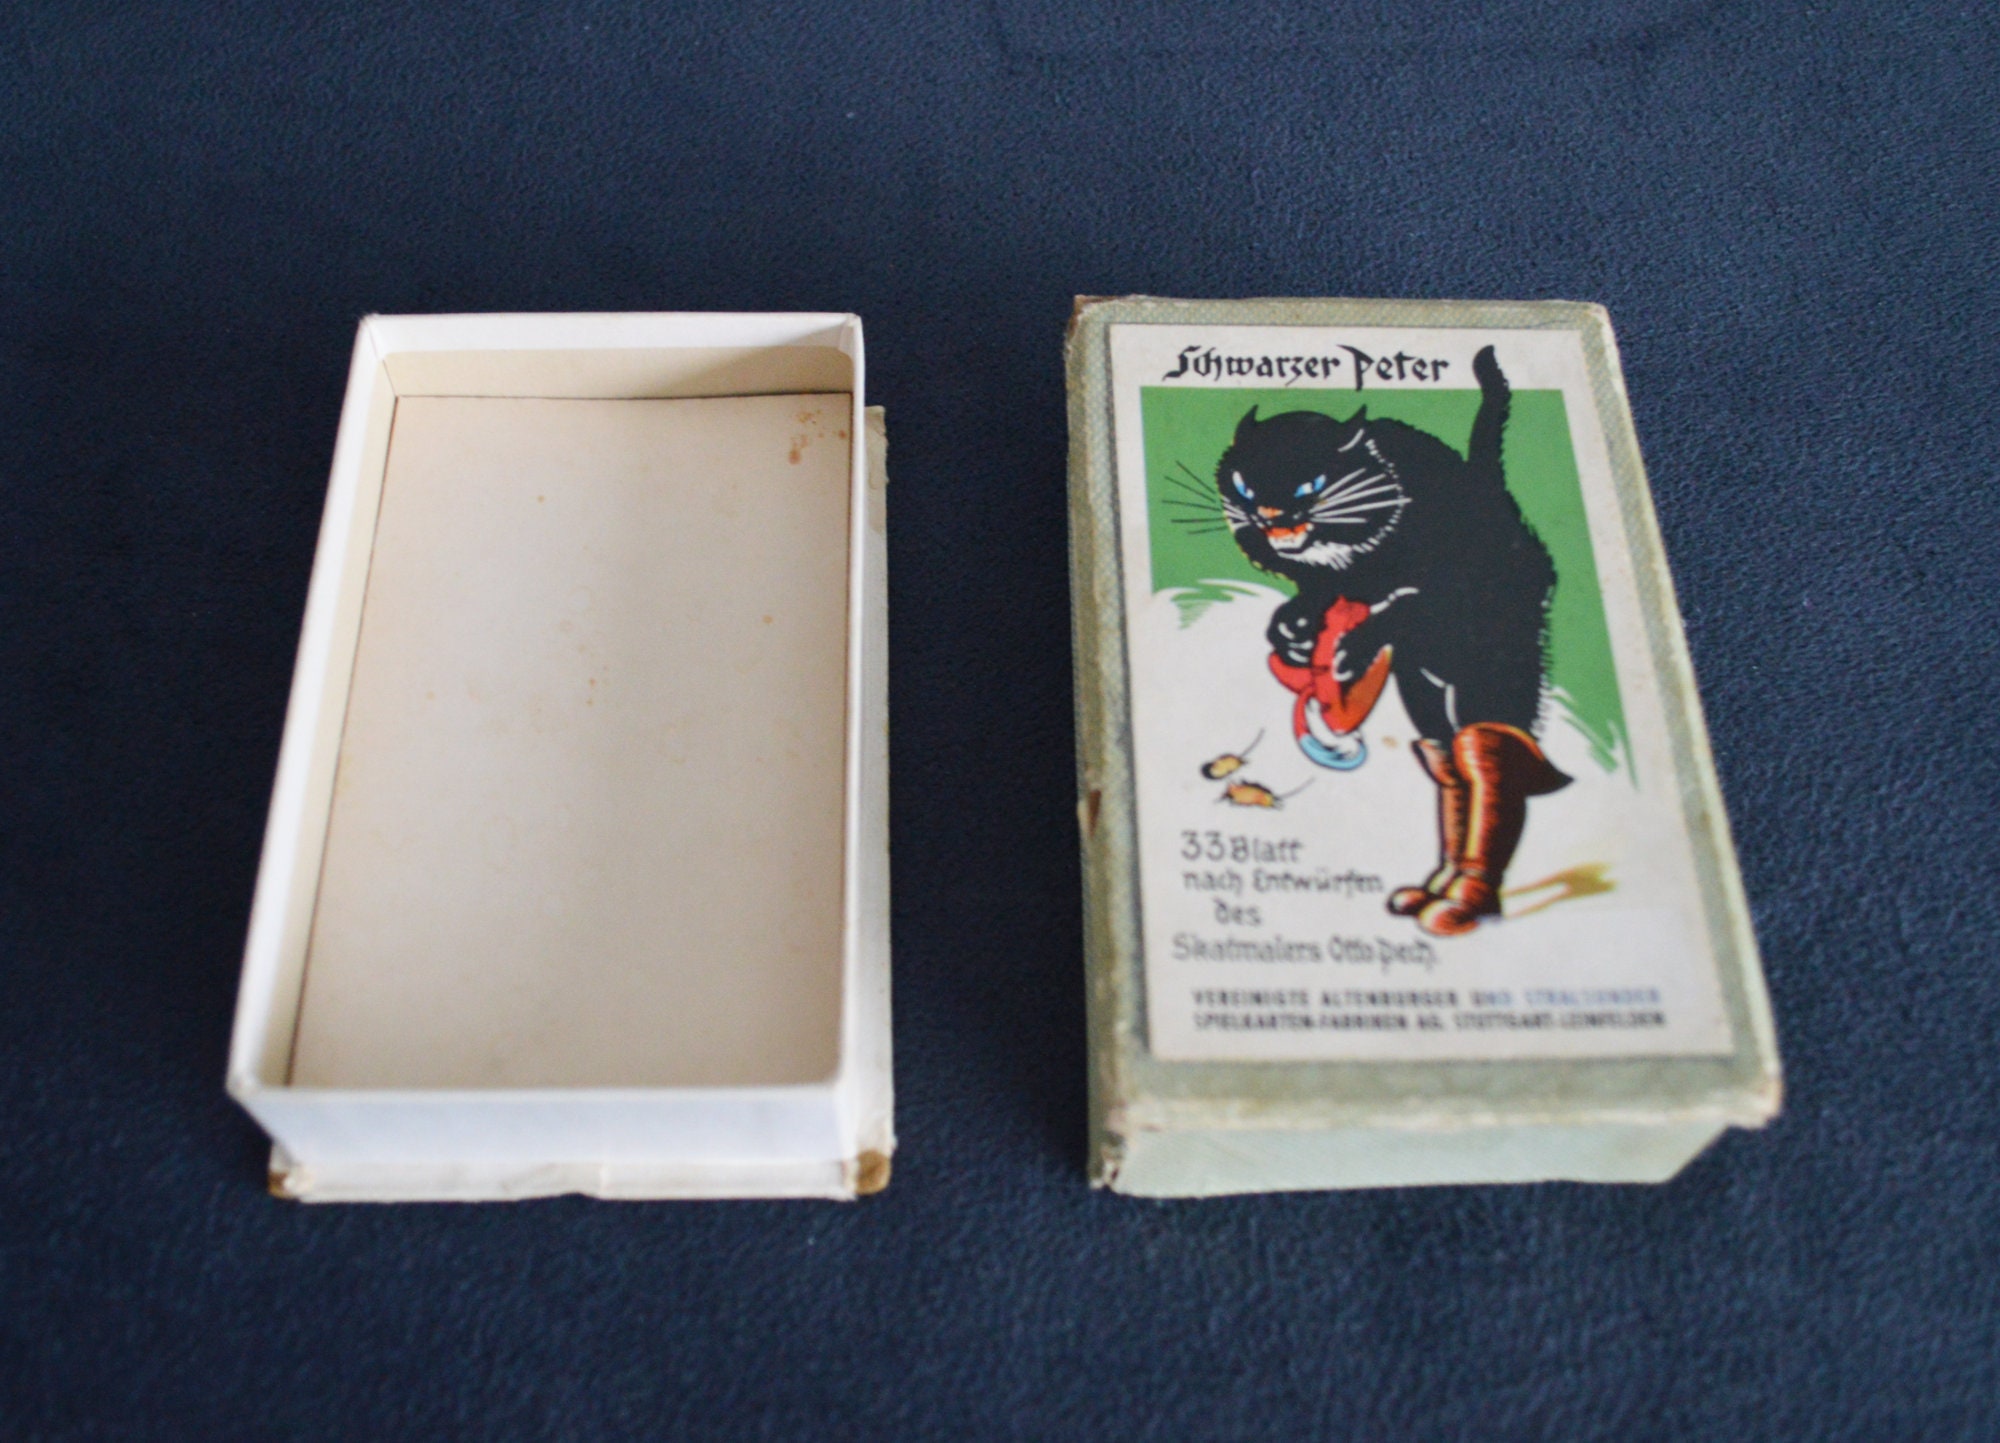 Schwarzer Peter
33 Blatt
nach Entwürfen
des
Skatmalers Otto Pech.
VEREINIGTE ALTENBURGER UND STRALSUNDER
SPIELKARTEN-FABRIKEN AG. STUTTGART-LEINFELDEN